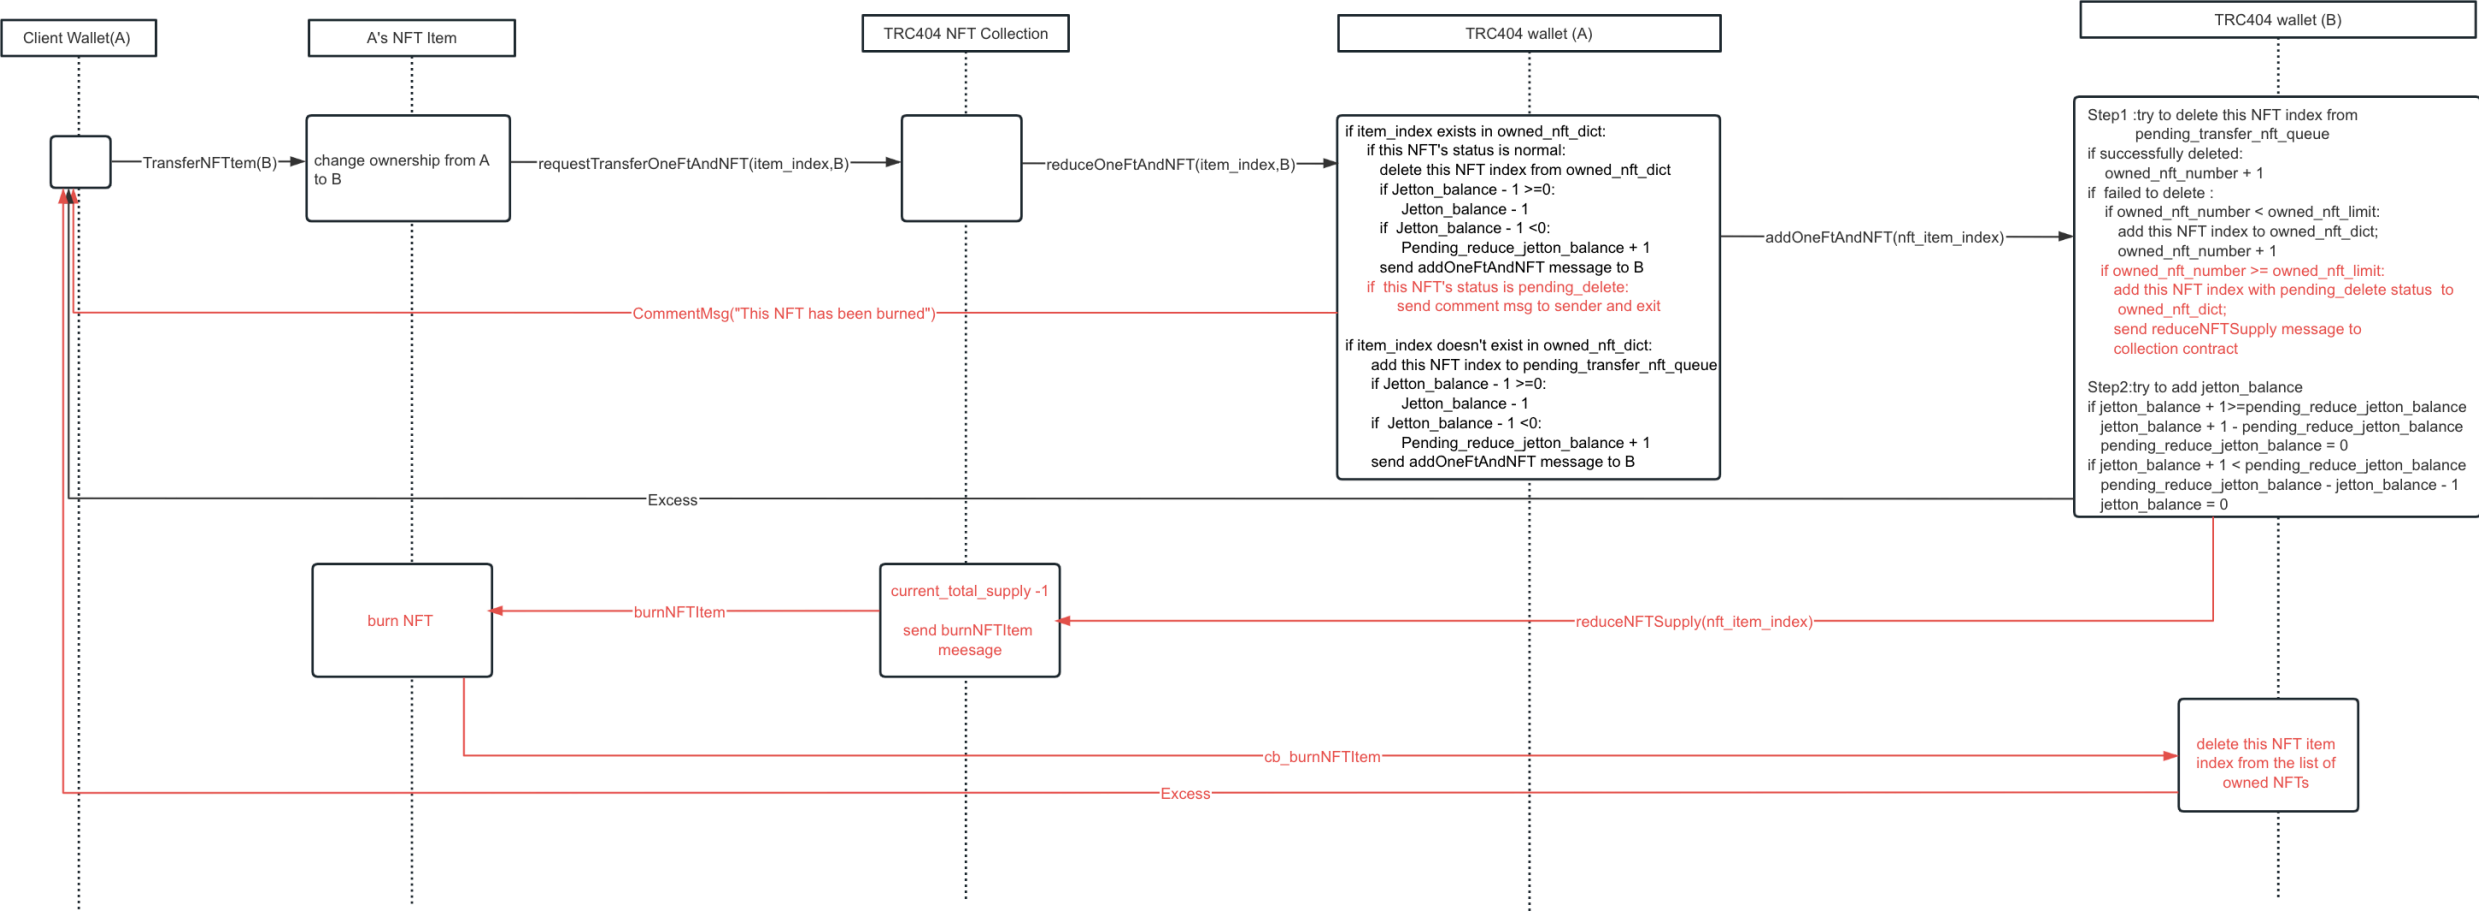 Client Wallet(A)
A's NFT Item
TRC404 NFT Collection
TRC404 wallet (A)
TRC404 wallet (B)
TransferNFTtem(B)
change ownership from A
to B
requestTransferOneFtAndNFT(item_index,B)
reduceOneFtAndNFT(item_index,B)
if item_index exists in owned_nft_dict:
if this NFT's status is normal:
delete this NFT index from owned_nft_dict
if Jetton_balance - 1 >=0:
Jetton_balance - 1
if Jetton_balance - 1 <0:
Pending_reduce_jetton_balance + 1
send addOneFtAndNFT message to B
if this NFT's status is pending_delete:
send comment msg to sender and exit
if item_index doesn't exist in owned_nft_dict:
add this NFT index to pending_transfer_nft_queue
if Jetton_balance - 1 >=0:
Jetton_balance - 1
if Jetton_balance - 1 <0:
Pending_reduce_jetton_balance + 1
send addOneFtAndNFT message to B
addOneFtAndNFT(nft_item_index)
Step1 :try to delete this NFT index from
pending_transfer_nft_queue
if successfully deleted:
owned_nft_number + 1
if failed to delete :
if owned_nft_number < owned_nft_limit:
add this NFT index to owned_nft_dict;
owned_nft_number + 1
if owned_nft_number >= owned_nft_limit:
add this NFT index with pending_delete status to
owned_nft_dict;
send reduceNFTSupply message to
collection contract
Step2:try to add jetton_balance
if jetton_balance + 1>=pending_reduce_jetton_balance
jetton_balance + 1 - pending_reduce_jetton_balance
pending_reduce_jetton_balance = 0
if jetton_balance + 1 < pending_reduce_jetton_balance
pending_reduce_jetton_balance - jetton_balance - 1
jetton_balance = 0
CommentMsg("This NFT has been burned")
Excess
burn NFT
burnNFTItem
current_total_supply -1
send burnNFTItem
meesage
reduceNFTSupply(nft_item_index)
cb_burnNFTItem
delete this NFT item
index from the list of
owned NFTs
Excess